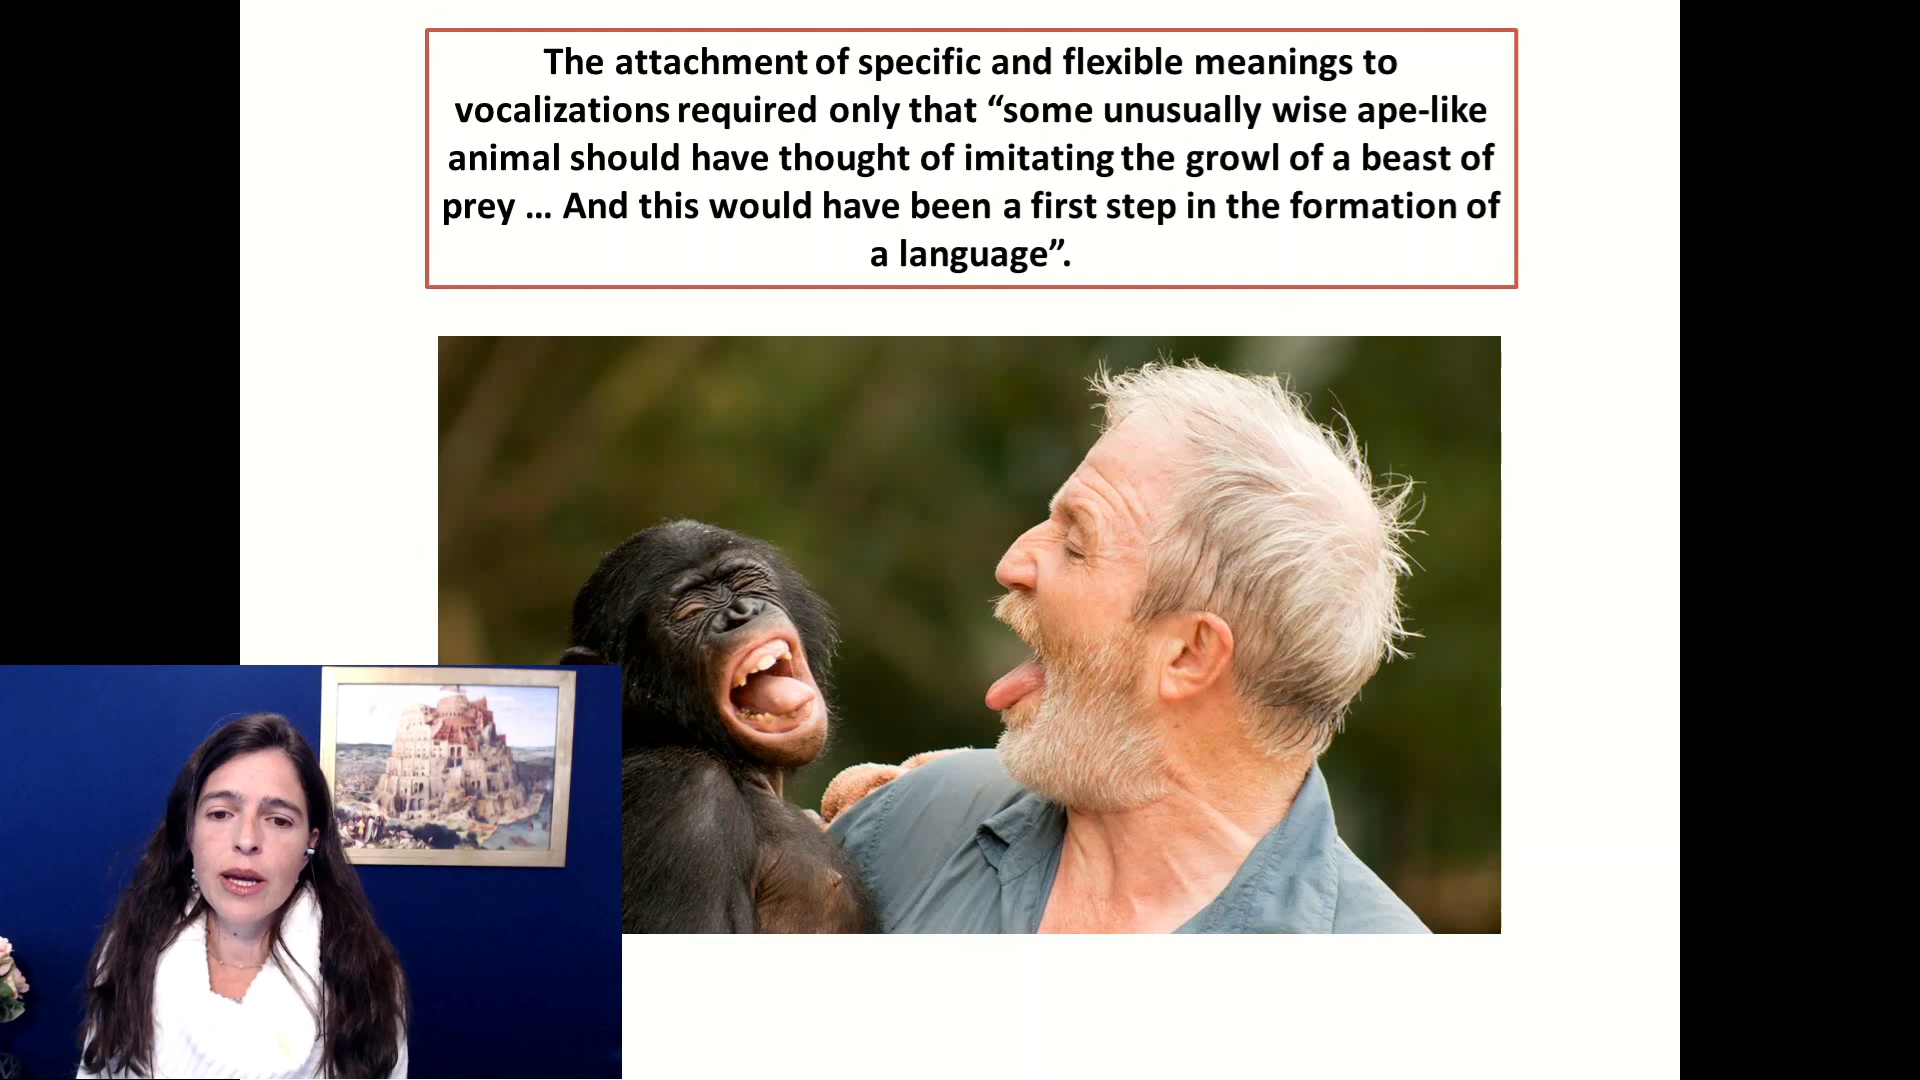 The attachment of specific and flexible meanings to
vocalizations required only that “some unusually wise ape-like
animal should have thought of imitating the growl of a beast of
prey … And this would have been a first step in the formation of
a language”.